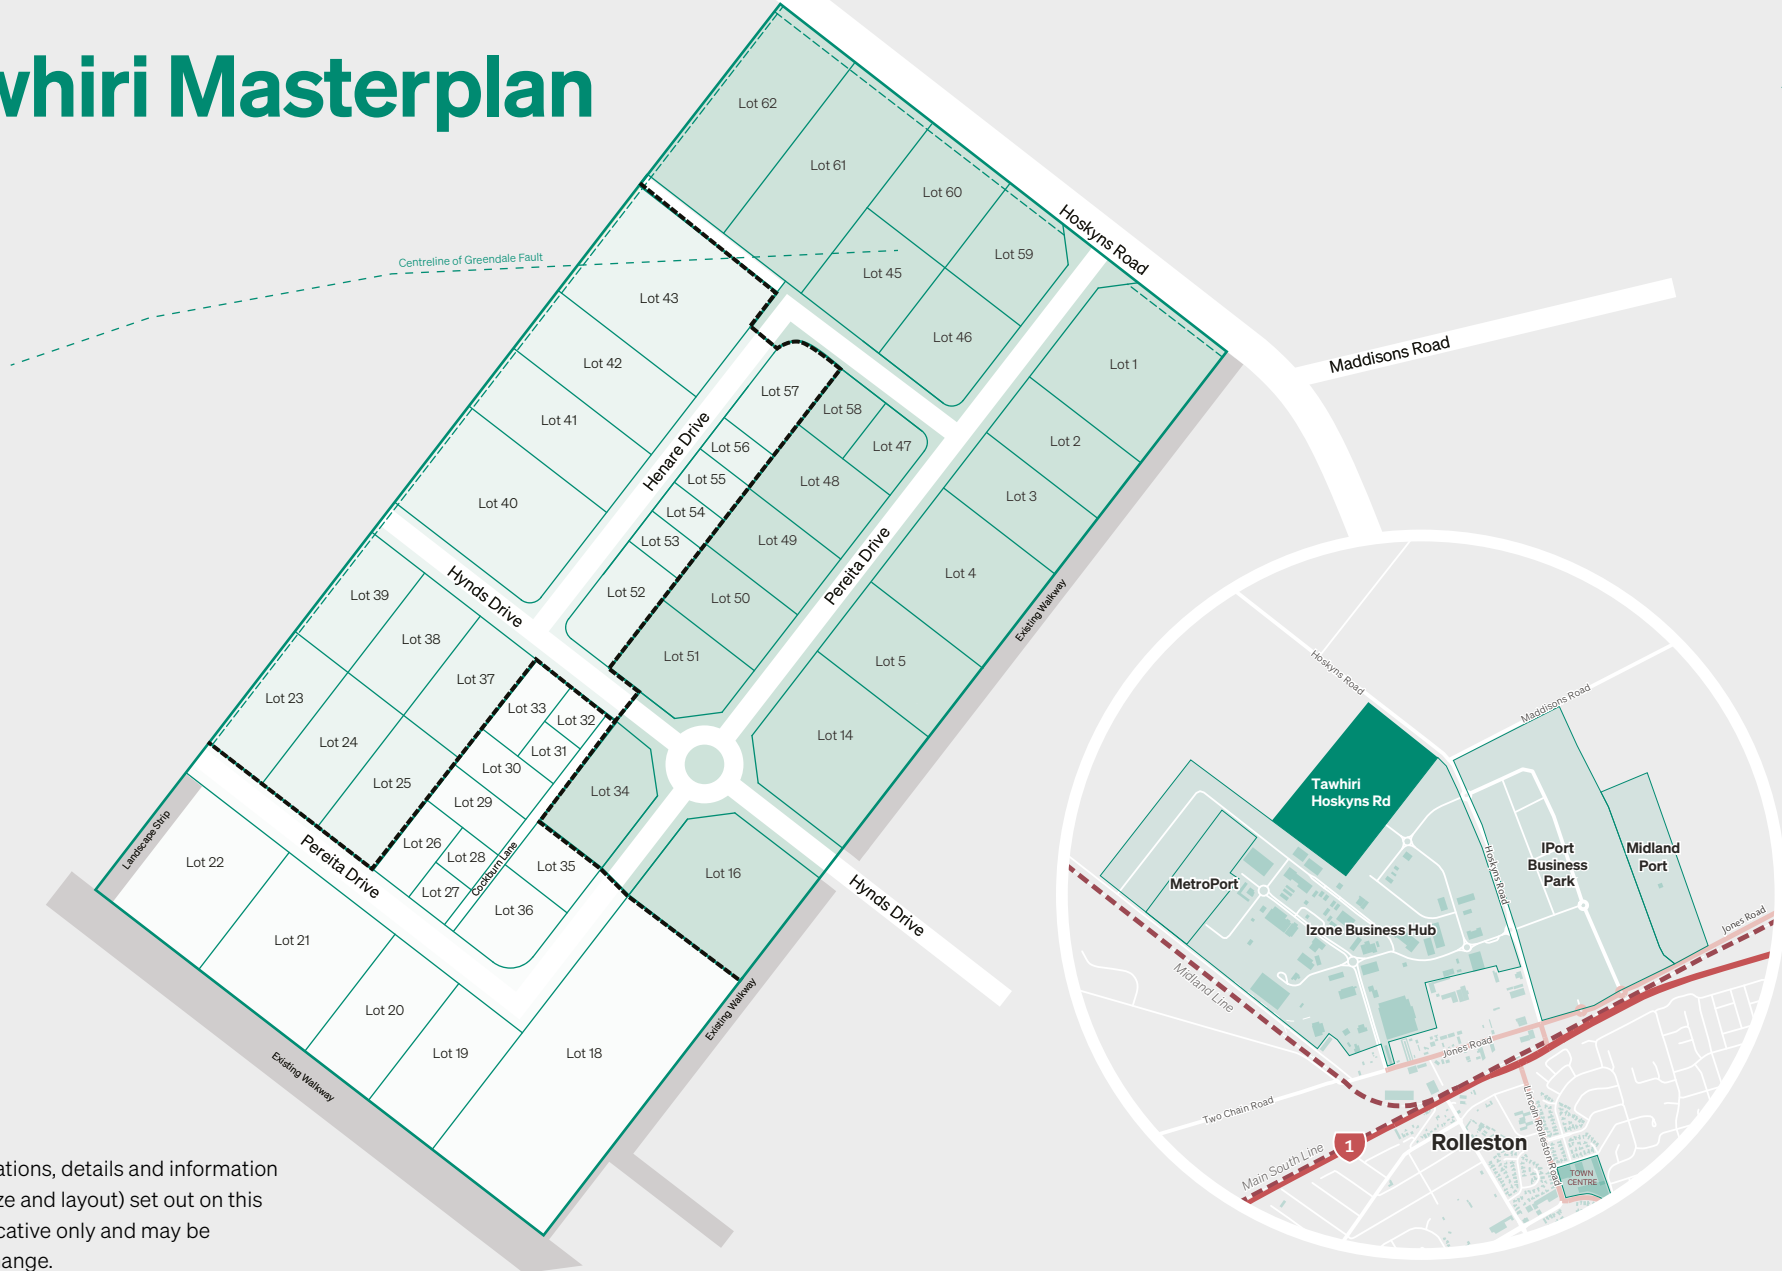 whiri Masterplan
Lot 62
Lot 61
Lot 60
Lot 59
Hoskyns Road
Centreline of Greendale Fault
Lot 45
Lot 46
Lot 43
Lot 42
Lot 41
Lot 40
Lot 1
Lot 2
Lot 3
Lot 4
Lot 5
Lot 14
Maddisons Road
Lot 57
Lot 58
Lot 47
Lot 56
Lot 55
Lot 54
Lot 53
Lot 52
Lot 48
Lot 49
Lot 50
Lot 51
Henare Drive
Pereita Drive
Existing Walkway
Hynds Drive
Lot 39
Lot 38
Lot 37
Lot 23
Lot 24
Lot 25
Lot 33
Lot 32
Lot 31
Lot 30
Lot 29
Lot 26
Lot 28
Lot 27
Cockburn Lane
Lot 34
Lot 35
Lot 36
Lot 16
Hynds Drive
Landscape Strip
Pereita Drive
Lot 22
Lot 21
Lot 20
Lot 19
Lot 18
Existing Walkway
Existing Walkway
Hoskyns Road
Maddisons Road
Tawhiri
Hoskyns Rd
MetroPort
Izone Business Hub
Hoskyns Road
IPort
Business
Park
Midland
Port
Jones Road
Midland Line
Jones Road
Two Chain Road
Lincoln Rolleston Road
Rolleston
1
Main South Line
TOWN
CENTRE
ations, details and information
ze and layout) set out on this
cative only and may be
ange.